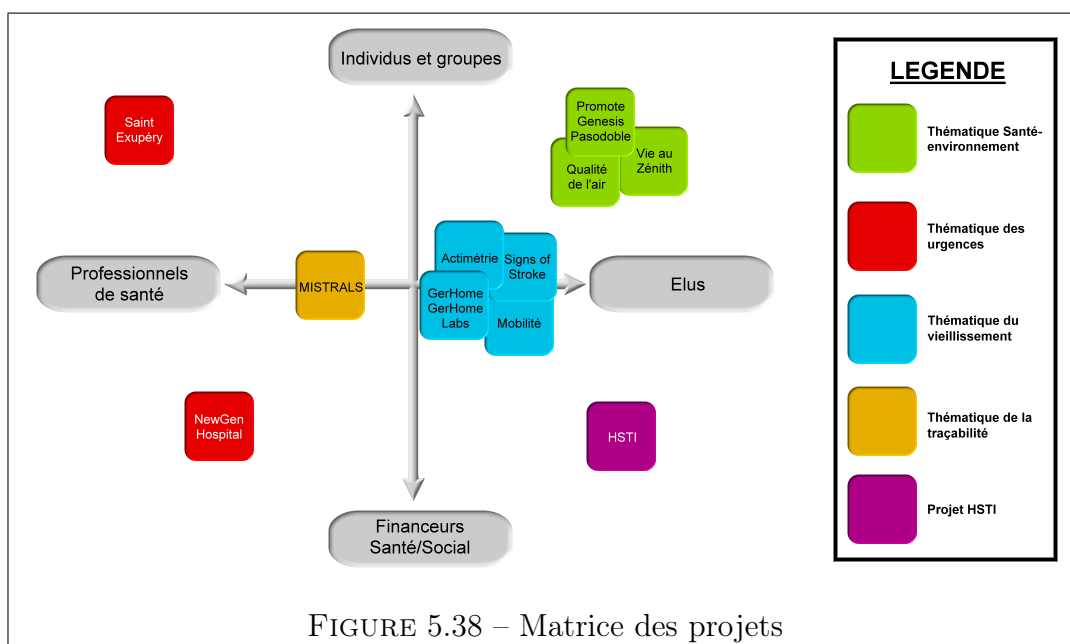 Individus et groupes
Saint
Exupéry
Promote
Genesis
Pasodoble
Vie au
Zénith
Qualité
de l'air
Professionnels
de santé
MISTRALS
Actimétrie
Signs of
Stroke
GerHome
GerHome
Labs
Mobilité
Elus
NewGen
Hospital
HSTI
Financeurs
Santé/Social
LEGENDE
Thématique Santé-
environnement
Thématique des
urgences
Thématique du
vieillissement
Thématique de la
traçabilité
Projet HSTI
FIGURE 5.38 – Matrice des projets